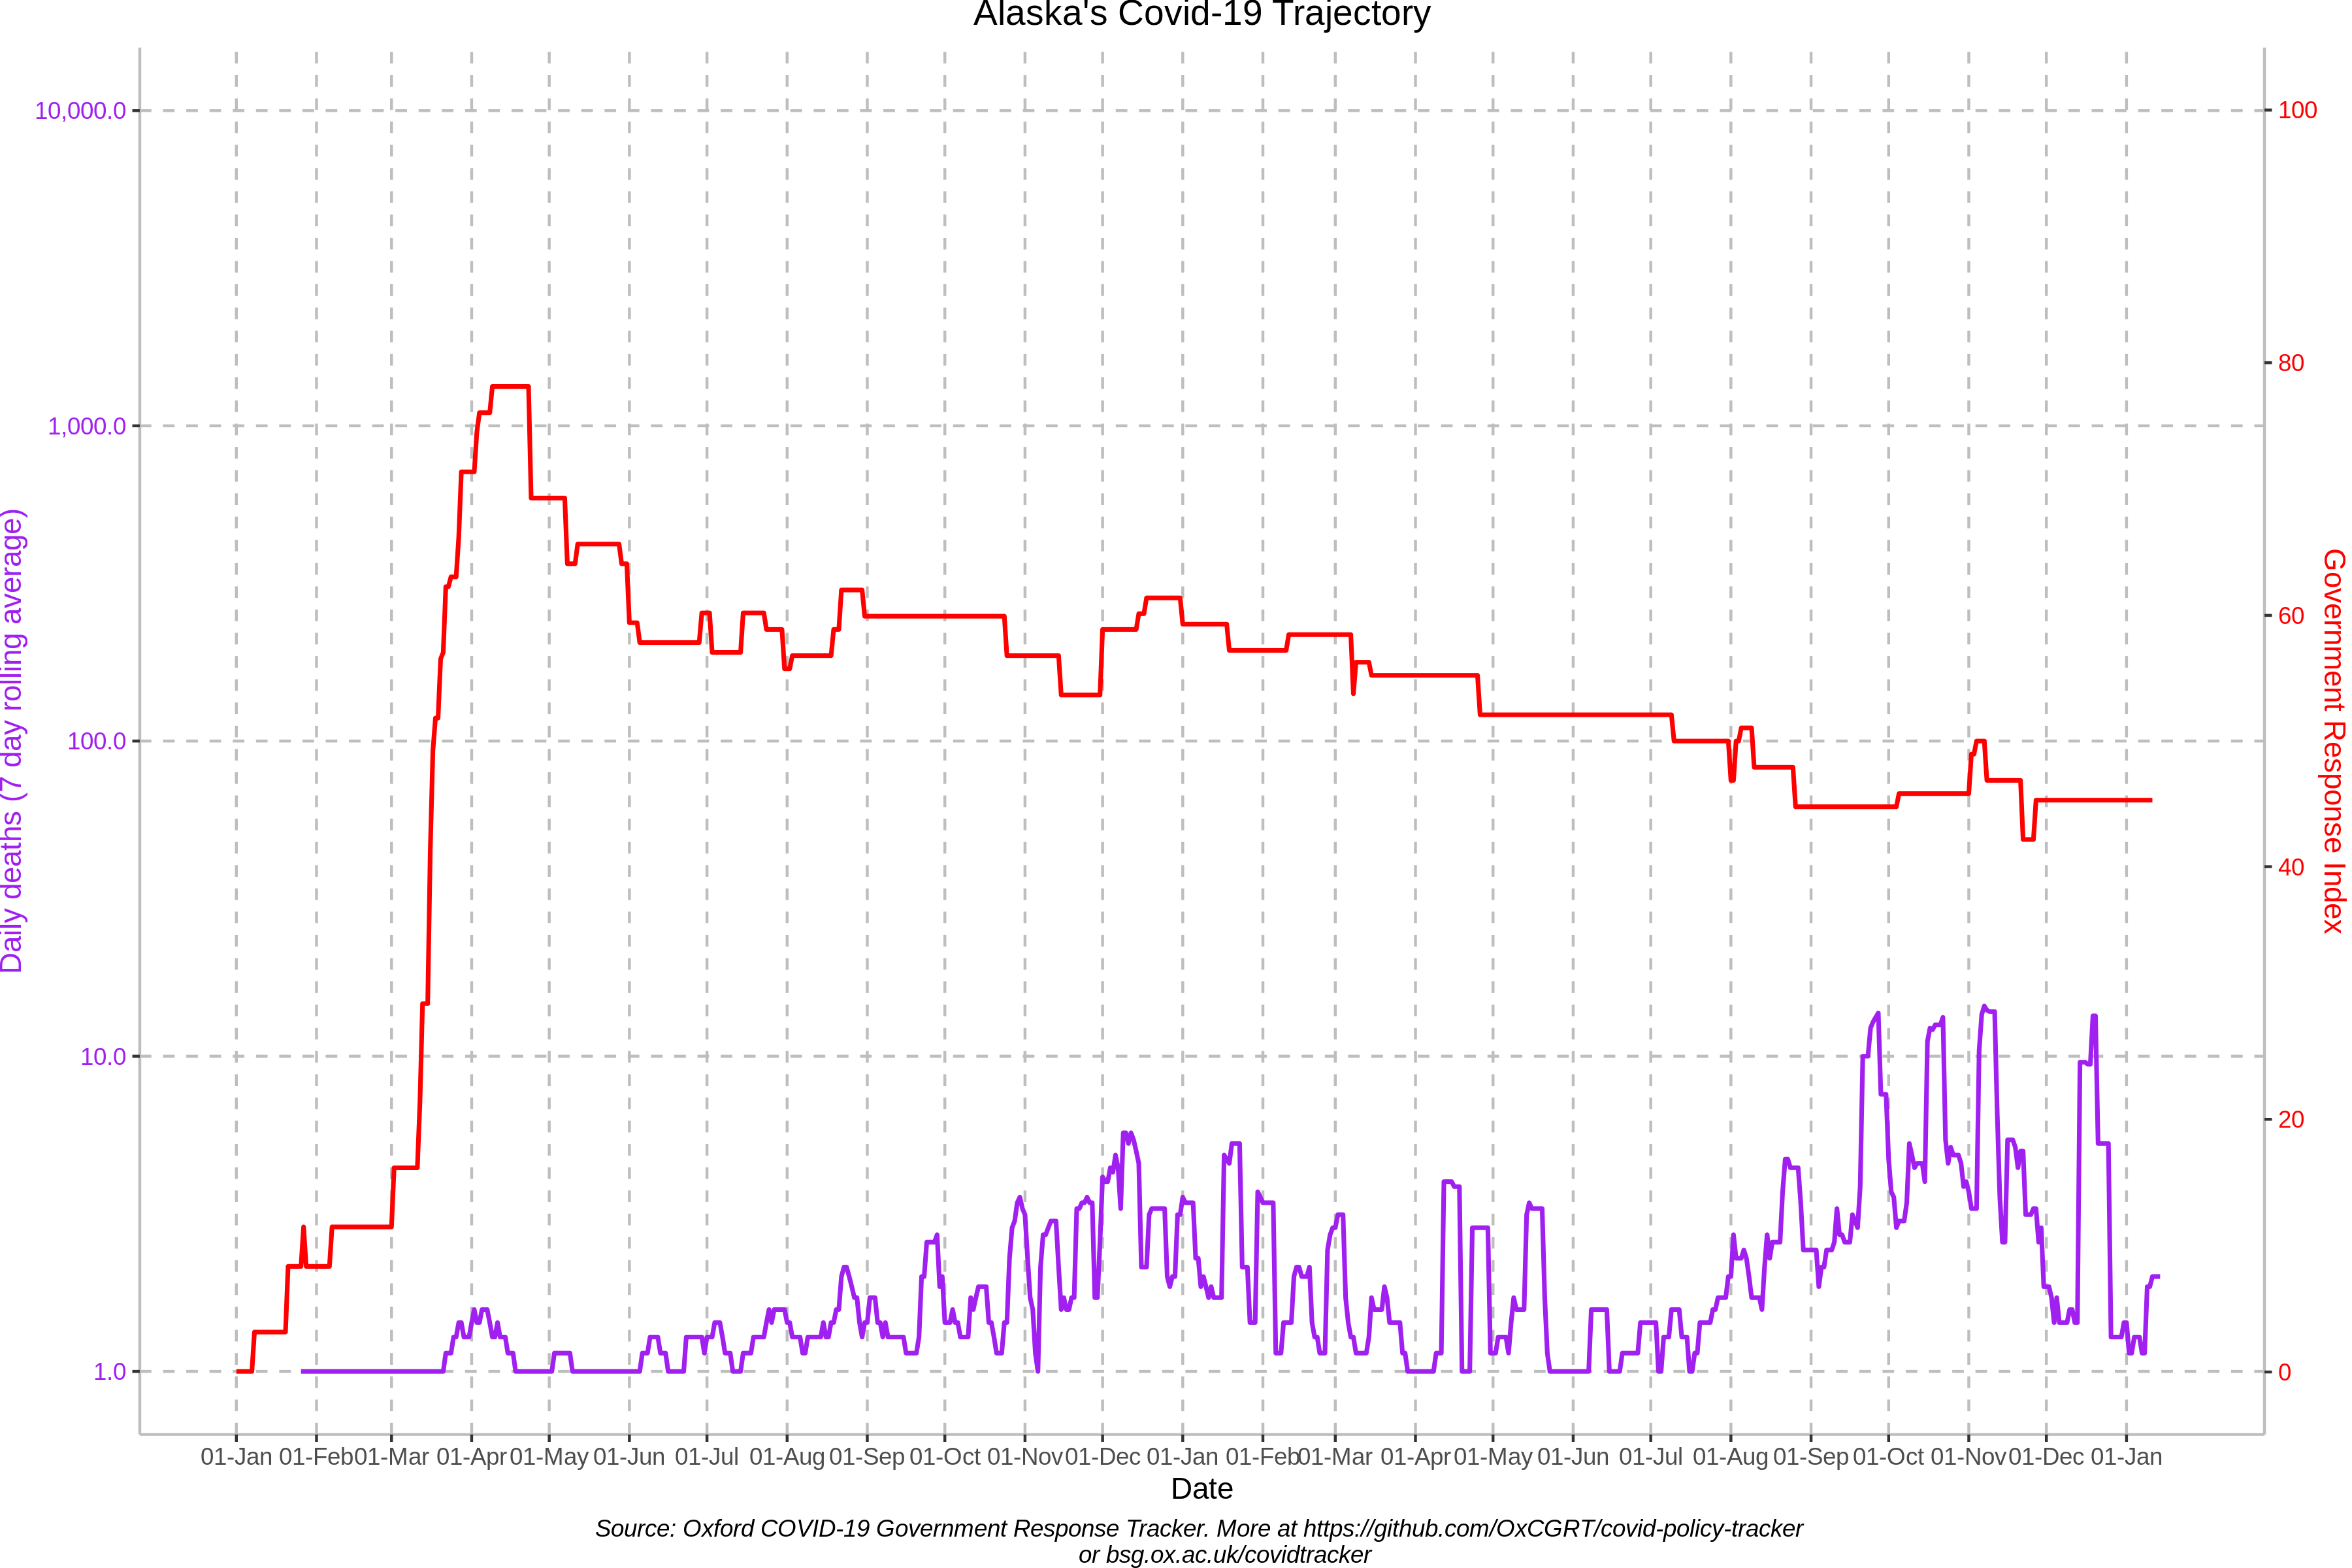 Alaska's Covid-19 Trajectory
10,000.0
1,000.0
100.0
10.0
1.0
Daily deaths (7 day rolling average)
100
80
60
40
20
0
Government Response Index
01-Jan 01-Feb 01-Mar 01-Apr 01-May 01-Jun 01-Jul 01-Aug 01-Sep 01-Oct 01-Nov 01-Dec 01-Jan 01-Feb 01-Mar 01-Apr 01-May 01-Jun 01-Jul 01-Aug 01-Sep 01-Oct 01-Nov 01-Dec 01-Jan
Date
Source: Oxford COVID-19 Government Response Tracker. More at https://github.com/OxCGRT/covid-policy-tracker
or bsg.ox.ac.uk/covidtracker